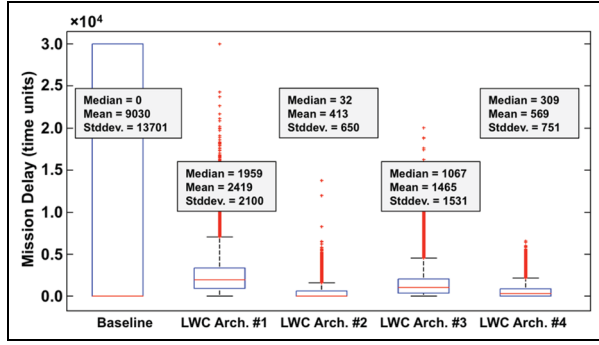 ×10⁴
Mission Delay (time units)
3.0
2.5
2.0
1.5
1.0
0.5
0.0
Median = 0
Mean = 9030
Stddev. = 13701
Median = 1959
Mean = 2419
Stddev. = 2100
Median = 32
Mean = 413
Stddev. = 650
Median = 1067
Mean = 1465
Stddev. = 1531
Median = 309
Mean = 569
Stddev. = 751
Baseline
LWC Arch. #1
LWC Arch. #2
LWC Arch. #3
LWC Arch. #4